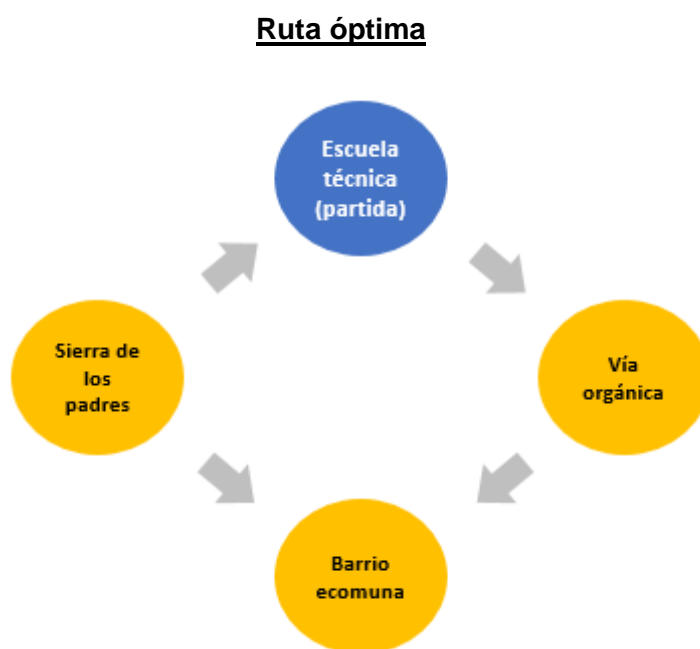 Ruta óptima
Escuela
técnica
(partida)
Sierra de
los
padres
Vía
orgánica
Barrio
ecomuna